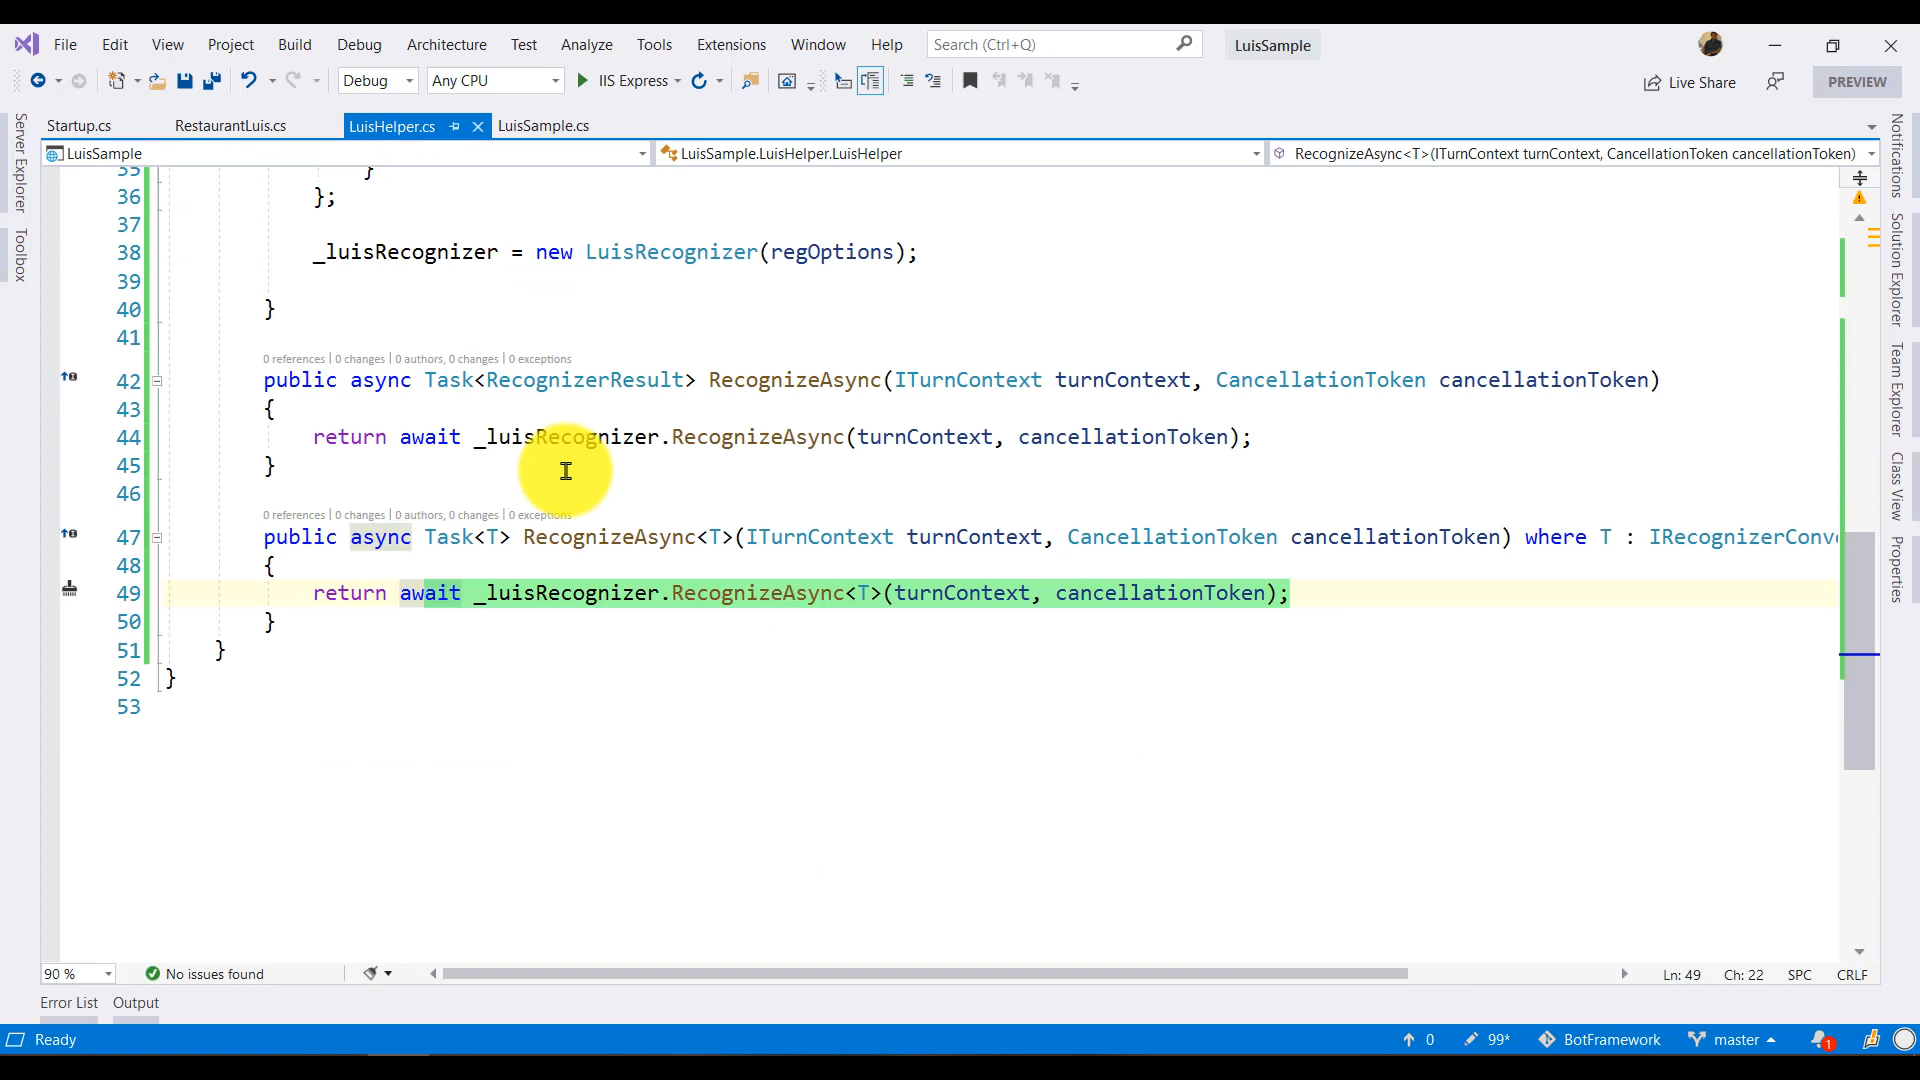 File Edit View Project Build Debug Architecture Test Analyze Tools Extensions Window Help Search (Ctrl+Q) LuisSample
Debug Any CPU IIS Express Live Share PREVIEW
Startup.cs RestaurantLuis.cs LuisHelper.cs LuisSample.cs
LuisSample LuisSample.LuisHelper.LuisHelper RecognizeAsync<T>(ITurnContext turnContext, CancellationToken cancellationToken)
Server Explorer
Toolbox
Notifications
Solution Explorer
Team Explorer
Class View
Properties
35 }
36 };
37
38 _luisRecognizer = new LuisRecognizer(regOptions);
39
40 }
41
0 references | 0 changes | 0 authors, 0 changes | 0 exceptions
42 public async Task<RecognizerResult> RecognizeAsync(ITurnContext turnContext, CancellationToken cancellationToken)
43 {
44 return await _luisRecognizer.RecognizeAsync(turnContext, cancellationToken);
45 }
46
0 references | 0 changes | 0 authors, 0 changes | 0 exceptions
47 public async Task<T> RecognizeAsync<T>(ITurnContext turnContext, CancellationToken cancellationToken) where T : IRecognizerConv
48 {
49 return await _luisRecognizer.RecognizeAsync<T>(turnContext, cancellationToken);
50 }
51 }
52 }
53
90 % No issues found Ln: 49 Ch: 22 SPC CRLF
Error List Output
Ready 0 99* BotFramework master 1